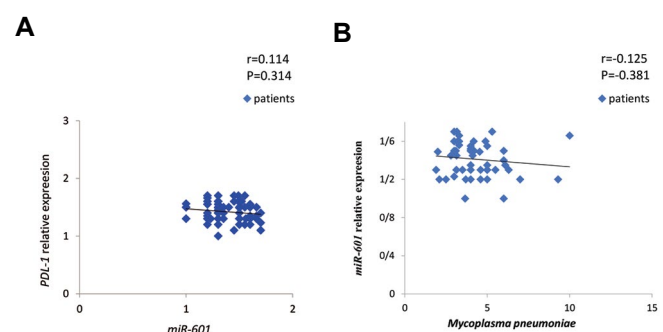 A
r=0.114
P=0.314
patients
PDL-1 relative expreesion
3
2
1
0
0
1
2
miR-601
B
r=-0.125
P=-0.381
patients
miR-601 relative expreesion
1/6
1/2
0/8
0/4
0
0
5
10
15
Mycoplasma pneumoniae